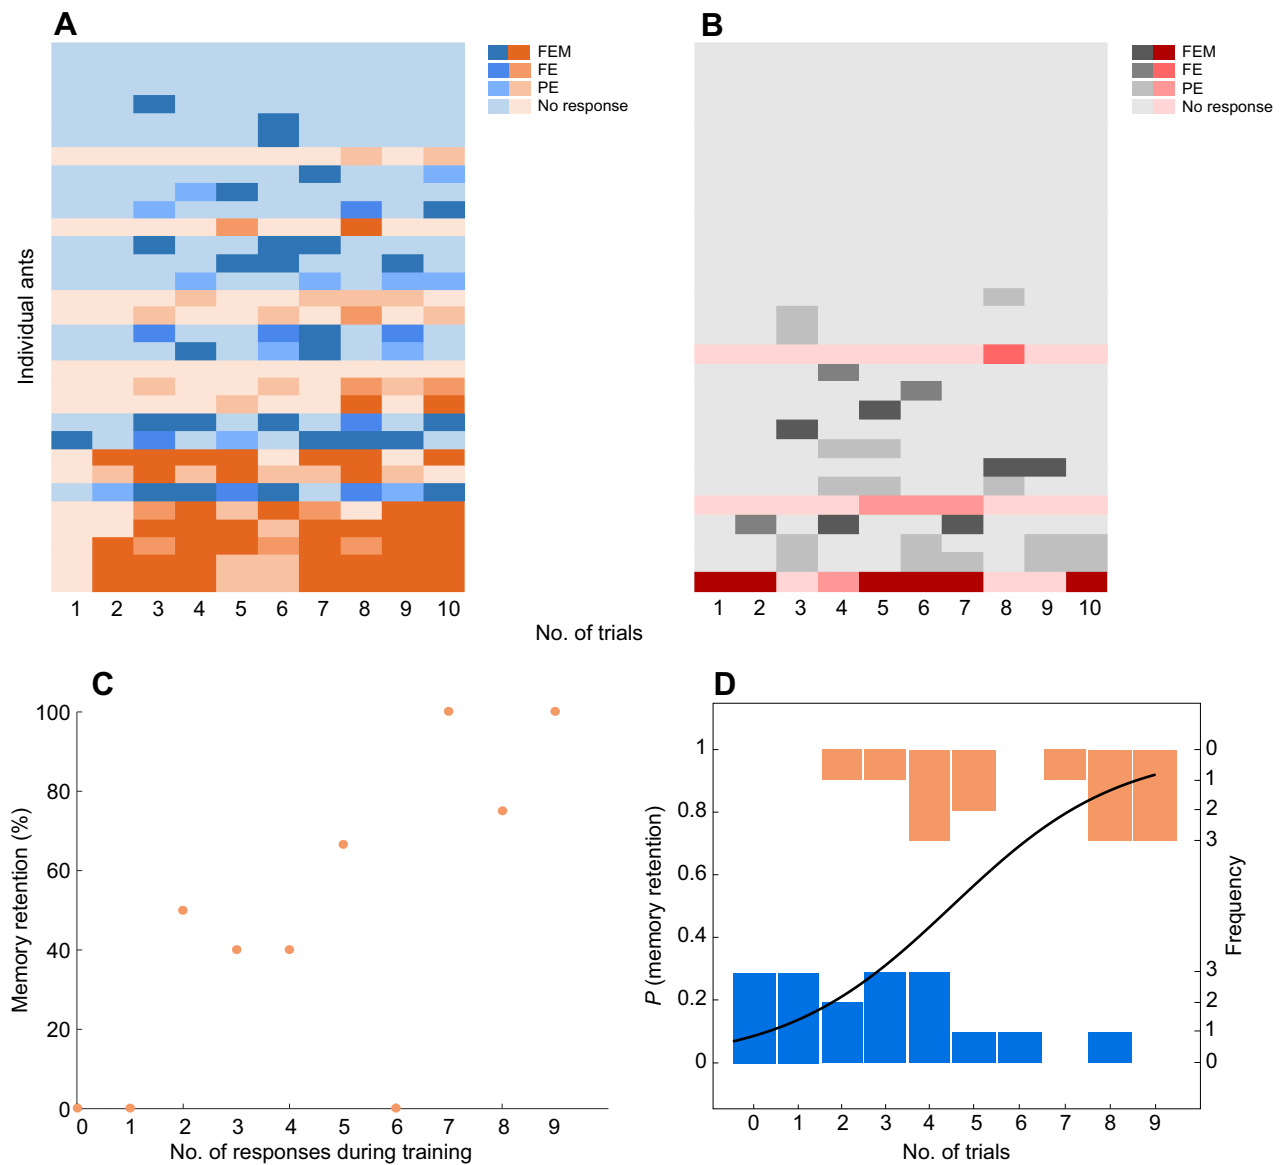 A
FEM
FE
PE
No response
Individual ants
1 2 3 4 5 6 7 8 9 10
B
FEM
FE
PE
No response
1 2 3 4 5 6 7 8 9 10
No. of trials
C
100
80
60
40
20
0
Memory retention (%)
0 1 2 3 4 5 6 7 8 9
No. of responses during training
D
1
0.8
0.6
0.4
0.2
0
P (memory retention)
0
1
2
3
3
2
1
0
Frequency
0 1 2 3 4 5 6 7 8 9
No. of trials